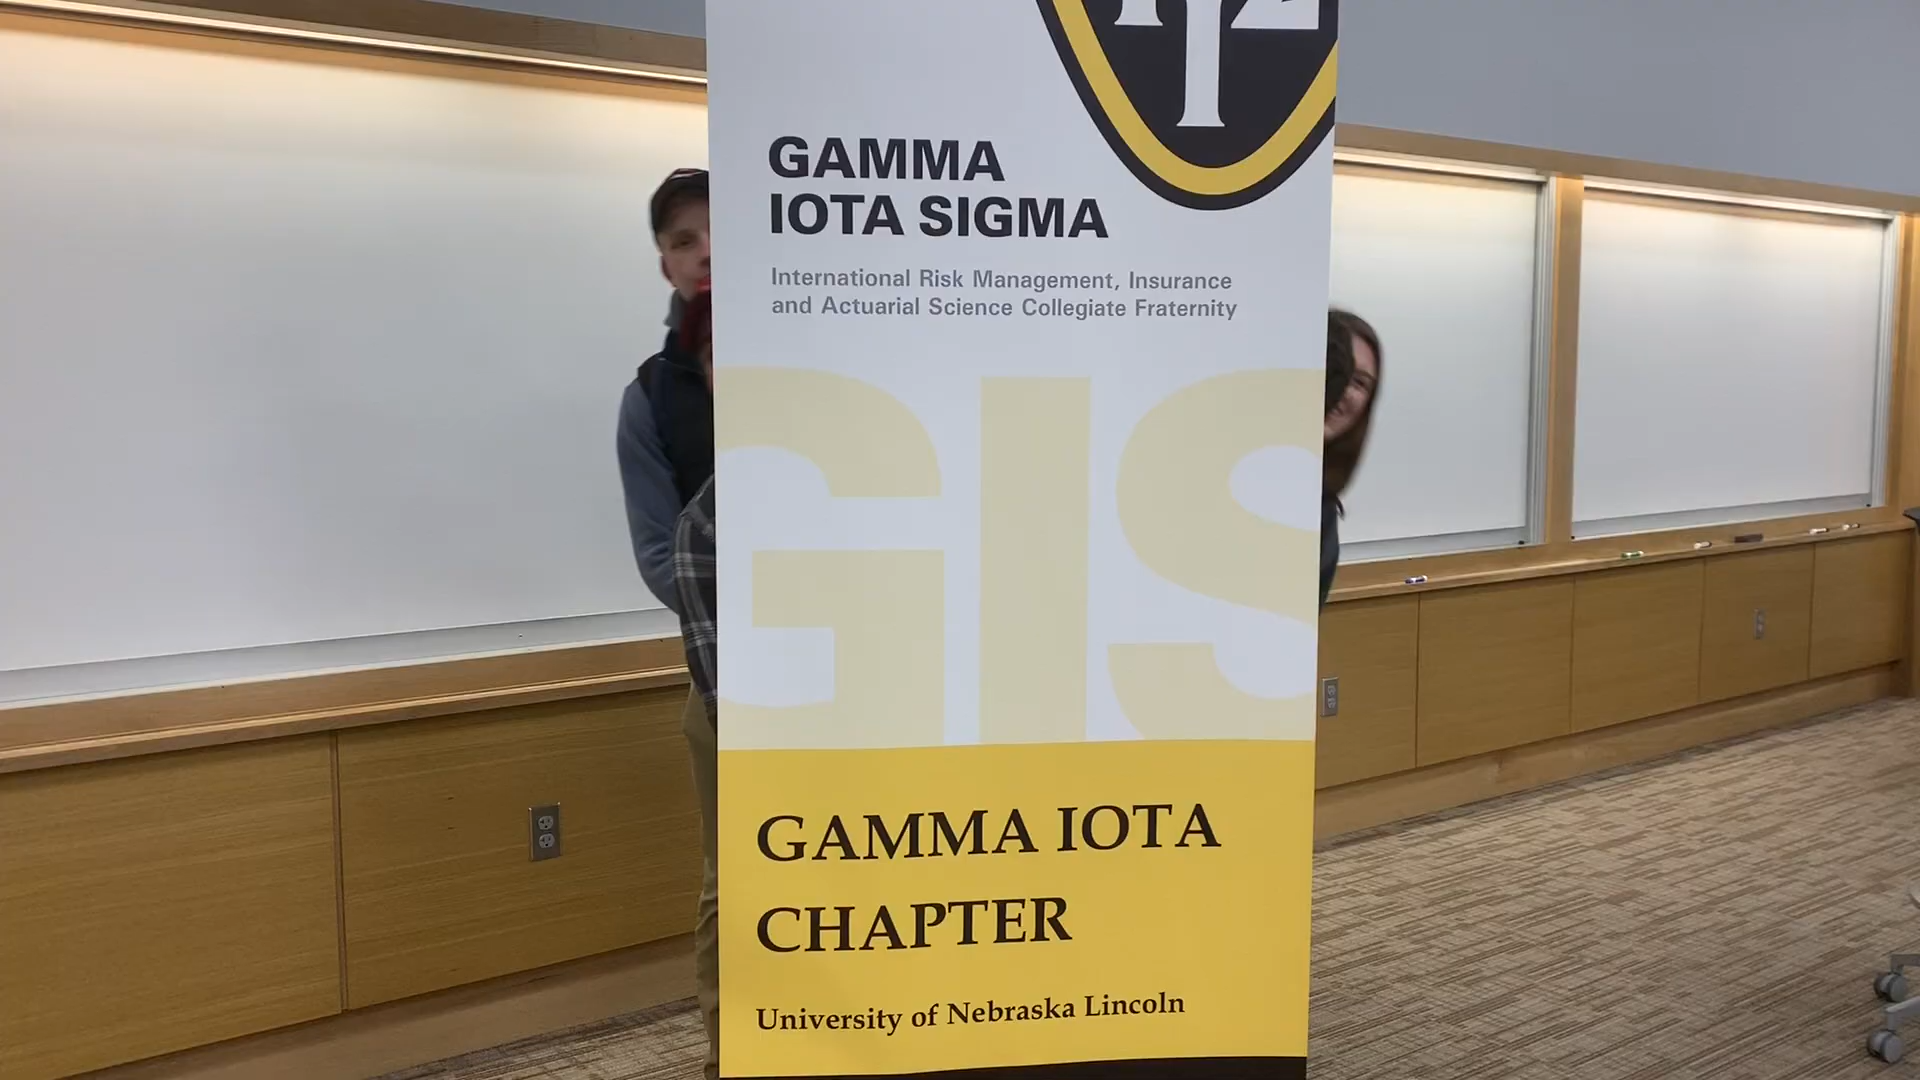 ΓΙΣ
GAMMA
IOTA SIGMA
International Risk Management, Insurance
and Actuarial Science Collegiate Fraternity
GIS
GAMMA IOTA
CHAPTER
University of Nebraska Lincoln